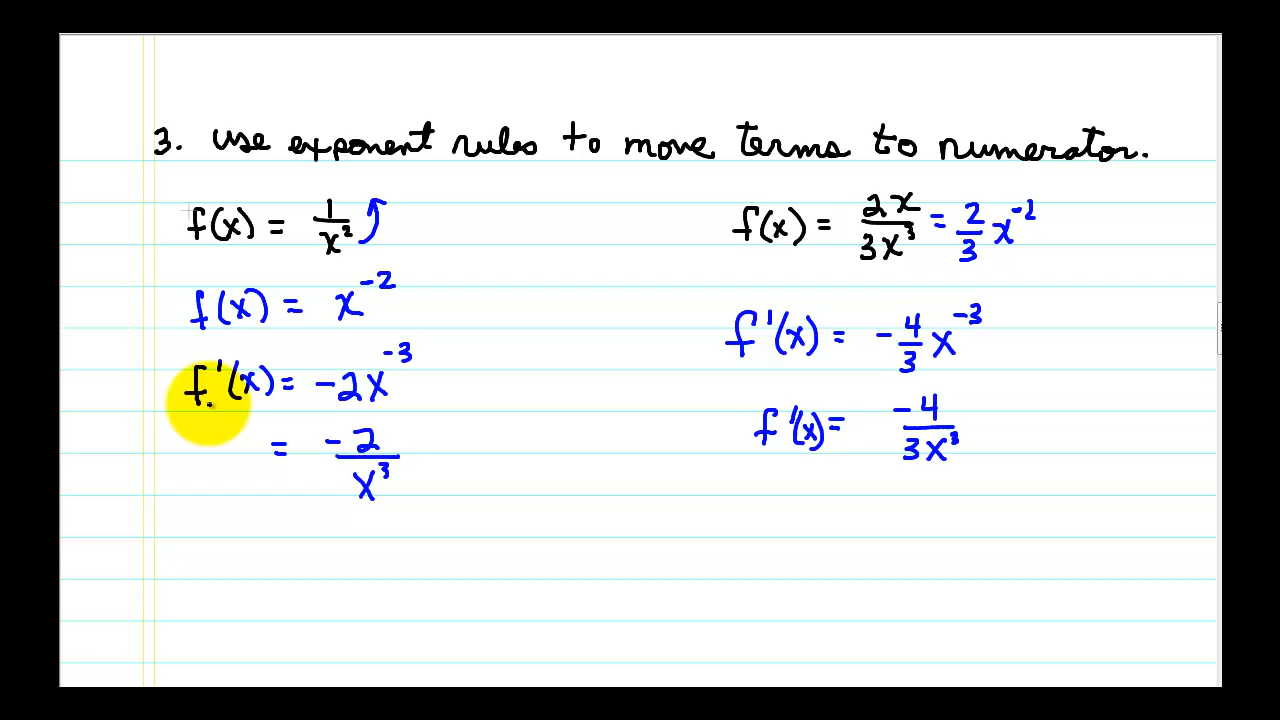 3. Use exponent rules to move terms to numerator.
f(x) = 1/x²
f(x) = x⁻²
f'(x) = -2x⁻³
= -2/x³
f(x) = 2x/3x³ = 2/3 x⁻²
f'(x) = -4/3 x⁻³
f'(x) = -4/3x³